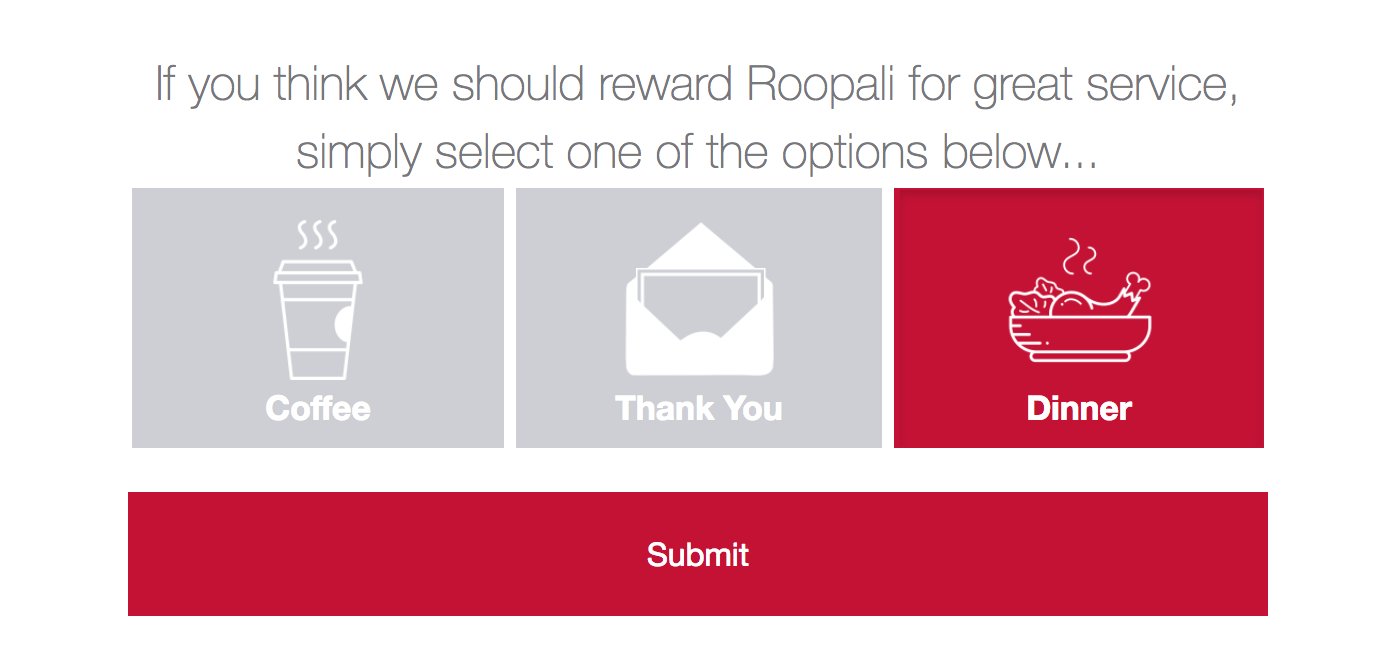 If you think we should reward Roopali for great service,
simply select one of the options below...
Coffee
Thank You
Dinner
Submit